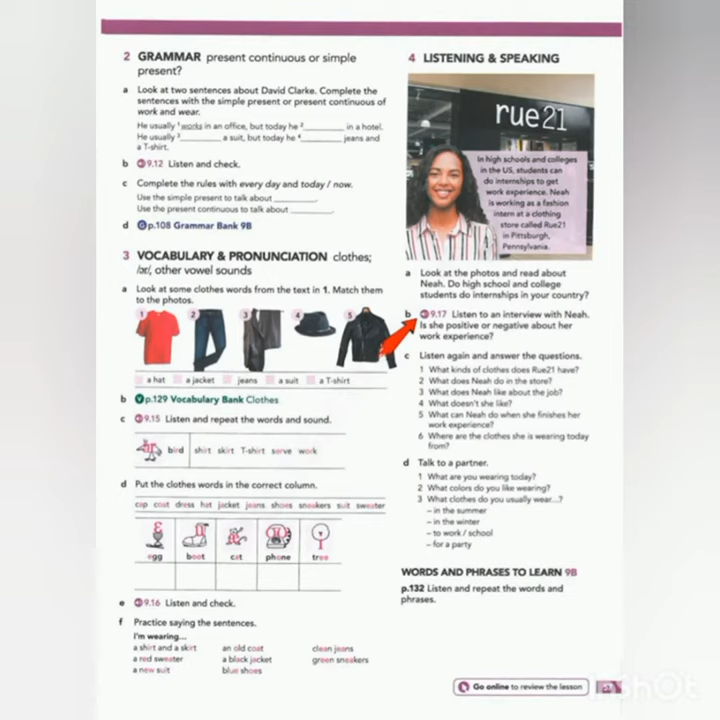 2 GRAMMAR present continuous or simple
present?
a Look at two sentences about David Clarke. Complete the
sentences with the simple present or present continuous of
work and wear.
He usually ¹works in an office, but today he ²________ in a hotel.
He usually ³________ a suit, but today he ⁴________ jeans and
a T-shirt.
b 9.12 Listen and check.
c Complete the rules with every day and today / now.
Use the simple present to talk about ________.
Use the present continuous to talk about ________.
d G p.108 Grammar Bank 9B
3 VOCABULARY & PRONUNCIATION clothes;
/ər/, other vowel sounds
a Look at some clothes words from the text in 1. Match them
to the photos.
1 2 3 4 5
a hat a jacket jeans a suit a T-shirt
b V p.129 Vocabulary Bank Clothes
c 9.15 Listen and repeat the words and sound.
bird shirt skirt T-shirt serve work
d Put the clothes words in the correct column.
cap coat dress hat jacket jeans shoes sneakers suit sweater
egg boot cat phone tree
e 9.16 Listen and check.
f Practice saying the sentences.
I'm wearing...
a shirt and a skirt an old coat clean jeans
a red sweater a black jacket green sneakers
a new suit blue shoes
4 LISTENING & SPEAKING
rue21
In high schools and colleges
in the US, students can
do internships to get
work experience. Neah
is working as a fashion
intern at a clothing
store called Rue21
in Pittsburgh,
Pennsylvania.
a Look at the photos and read about
Neah. Do high school and college
students do internships in your country?
b 9.17 Listen to an interview with Neah.
Is she positive or negative about her
work experience?
c Listen again and answer the questions.
1 What kinds of clothes does Rue21 have?
2 What does Neah do in the store?
3 What does Neah like about the job?
4 What doesn't she like?
5 What can Neah do when she finishes her
work experience?
6 Where are the clothes she is wearing today
from?
d Talk to a partner.
1 What are you wearing today?
2 What colors do you like wearing?
3 What clothes do you usually wear...?
– in the summer
– in the winter
– to work / school
– for a party
WORDS AND PHRASES TO LEARN 9B
p.132 Listen and repeat the words and
phrases.
Go online to review the lesson
InShOt